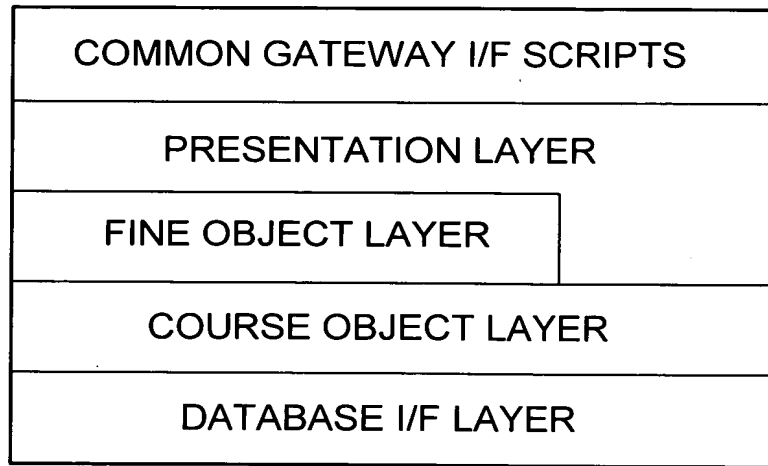 COMMON GATEWAY I/F SCRIPTS
PRESENTATION LAYER
FINE OBJECT LAYER
COURSE OBJECT LAYER
DATABASE I/F LAYER